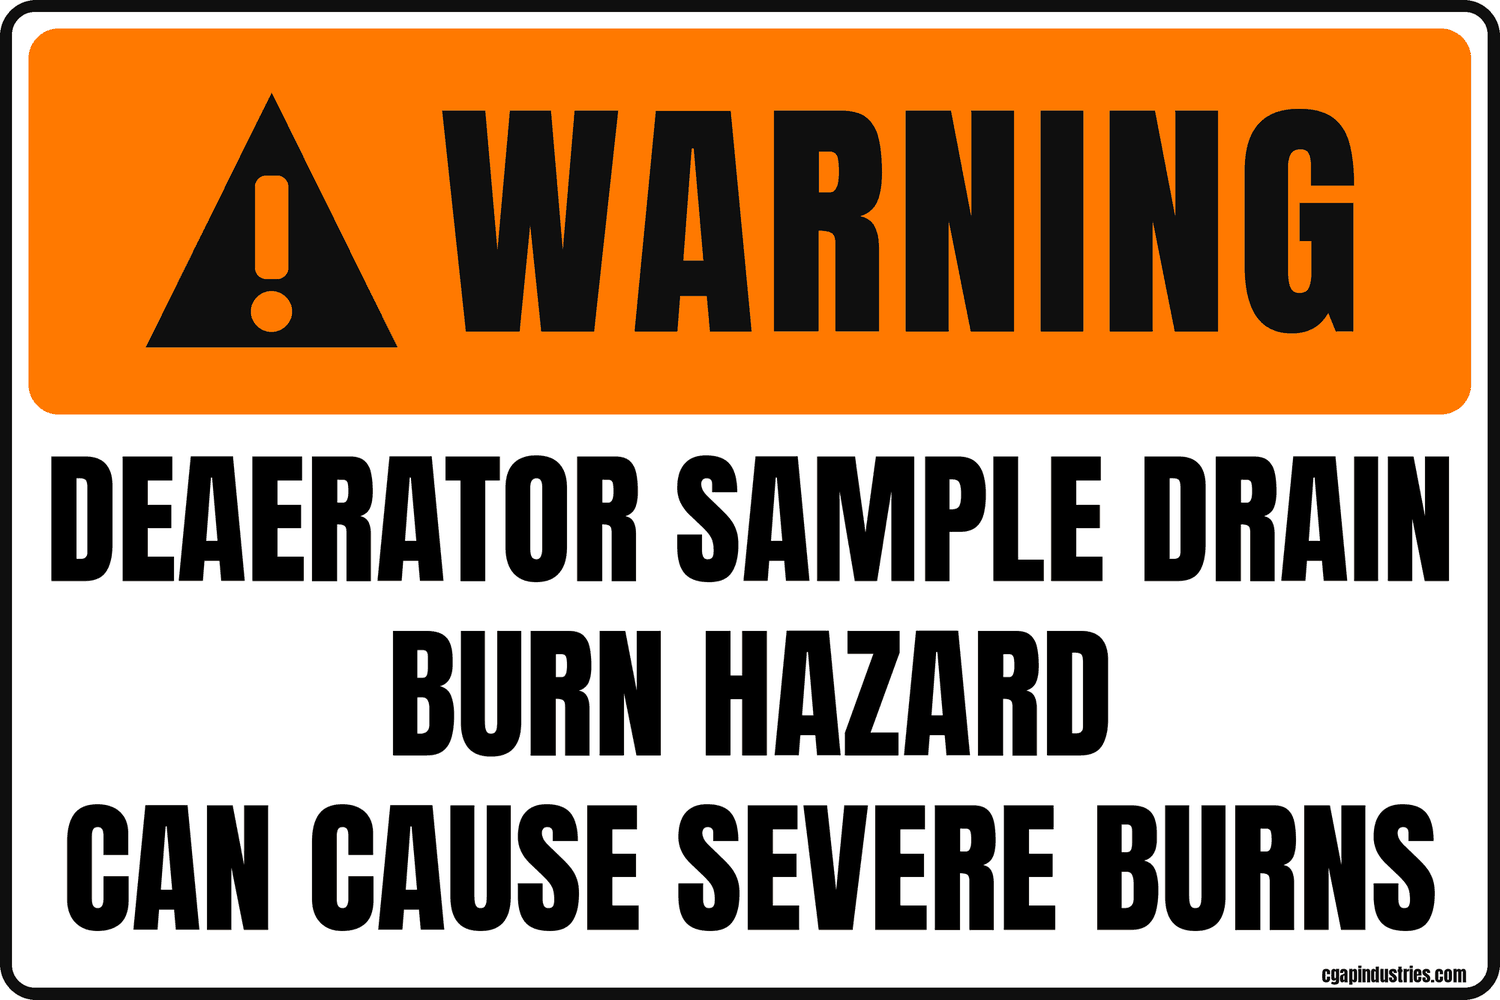 WARNING
DEAERATOR SAMPLE DRAIN
BURN HAZARD
CAN CAUSE SEVERE BURNS
cgapindustries.com